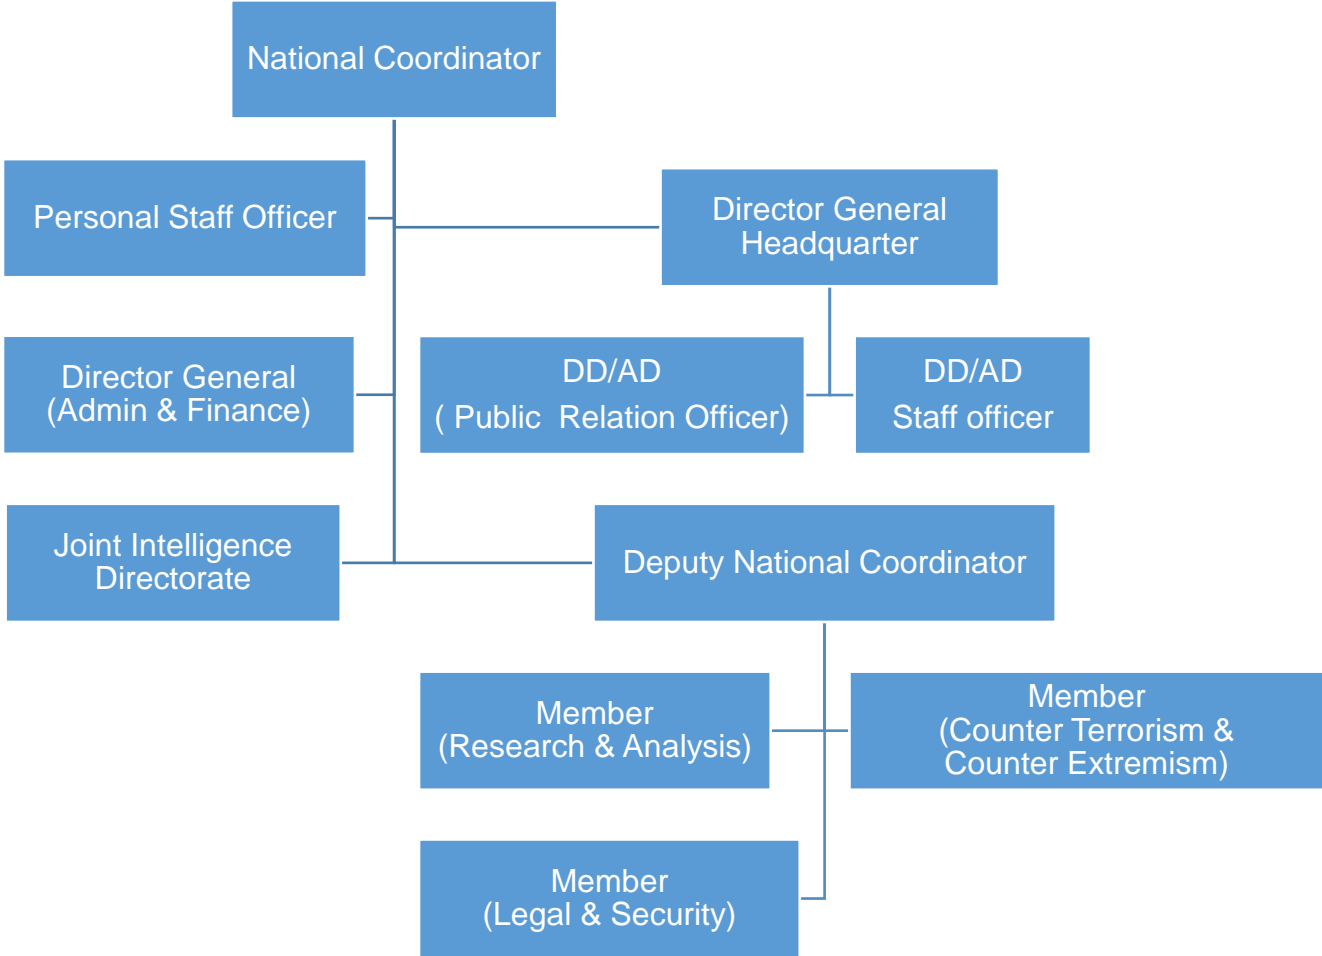 National Coordinator
Personal Staff Officer
Director General
Headquarter
Director General
(Admin & Finance)
DD/AD
( Public Relation Officer)
DD/AD
Staff officer
Joint Intelligence
Directorate
Deputy National Coordinator
Member
(Research & Analysis)
Member
(Counter Terrorism &
Counter Extremism)
Member
(Legal & Security)